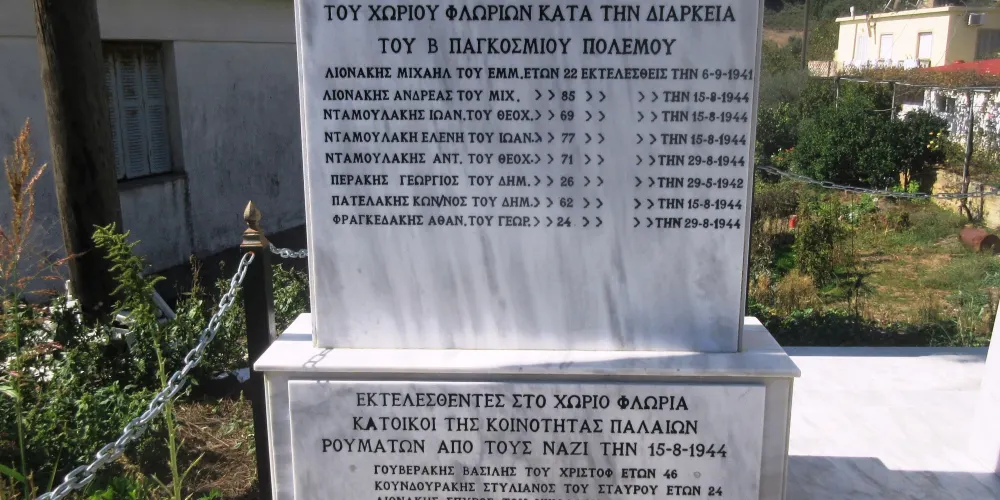 ΤΟΥ ΧΩΡΙΟΥ ΦΛΩΡΙΩΝ ΚΑΤΑ ΤΗΝ ΔΙΑΡΚΕΙΑ
ΤΟΥ Β ΠΑΓΚΟΣΜΙΟΥ ΠΟΛΕΜΟΥ
ΛΙΟΝΑΚΗΣ ΜΙΧΑΗΛ ΤΟΥ ΕΜΜ. ΕΤΩΝ 22 ΕΚΤΕΛΕΣΘΕΙΣ ΤΗΝ 6-9-1941
ΛΙΟΝΑΚΗΣ ΑΝΔΡΕΑΣ ΤΟΥ ΜΙΧ. >> 85 >> >> ΤΗΝ 15-8-1944
ΝΤΑΜΟΥΛΑΚΗΣ ΙΩΑΝ. ΤΟΥ ΘΕΟΧ. >> 69 >> >> ΤΗΝ 15-8-1944
ΝΤΑΜΟΥΛΑΚΗ ΕΛΕΝΗ ΤΟΥ ΙΩΑΝ. >> 77 >> >> ΤΗΝ 15-8-1944
ΝΤΑΜΟΥΛΑΚΗΣ ΑΝΤ. ΤΟΥ ΘΕΟΧ. >> 71 >> >> ΤΗΝ 29-8-1944
ΠΕΡΑΚΗΣ ΓΕΩΡΓΙΟΣ ΤΟΥ ΔΗΜ. >> 26 >> >> ΤΗΝ 29-5-1942
ΠΑΤΕΛΑΚΗΣ ΚΩΝ/ΝΟΣ ΤΟΥ ΔΗΜ. >> 62 >> >> ΤΗΝ 15-8-1944
ΦΡΑΓΚΕΔΑΚΗΣ ΑΘΑΝ. ΤΟΥ ΓΕΩΡ. >> 24 >> >> ΤΗΝ 29-8-1944
ΕΚΤΕΛΕΣΘΕΝΤΕΣ ΣΤΟ ΧΩΡΙΟ ΦΛΩΡΙΑ
ΚΑΤΟΙΚΟΙ ΤΗΣ ΚΟΙΝΟΤΗΤΑΣ ΠΑΛΑΙΩΝ
ΡΟΥΜΑΤΩΝ ΑΠΟ ΤΟΥΣ ΝΑΖΙ ΤΗΝ 15-8-1944
ΓΟΥΒΕΡΑΚΗΣ ΒΑΣΙΛΗΣ ΤΟΥ ΧΡΙΣΤΟΦ ΕΤΩΝ 46
ΚΟΥΝΔΟΥΡΑΚΗΣ ΣΤΥΛΙΑΝΟΣ ΤΟΥ ΣΤΑΥΡΟΥ ΕΤΩΝ 24